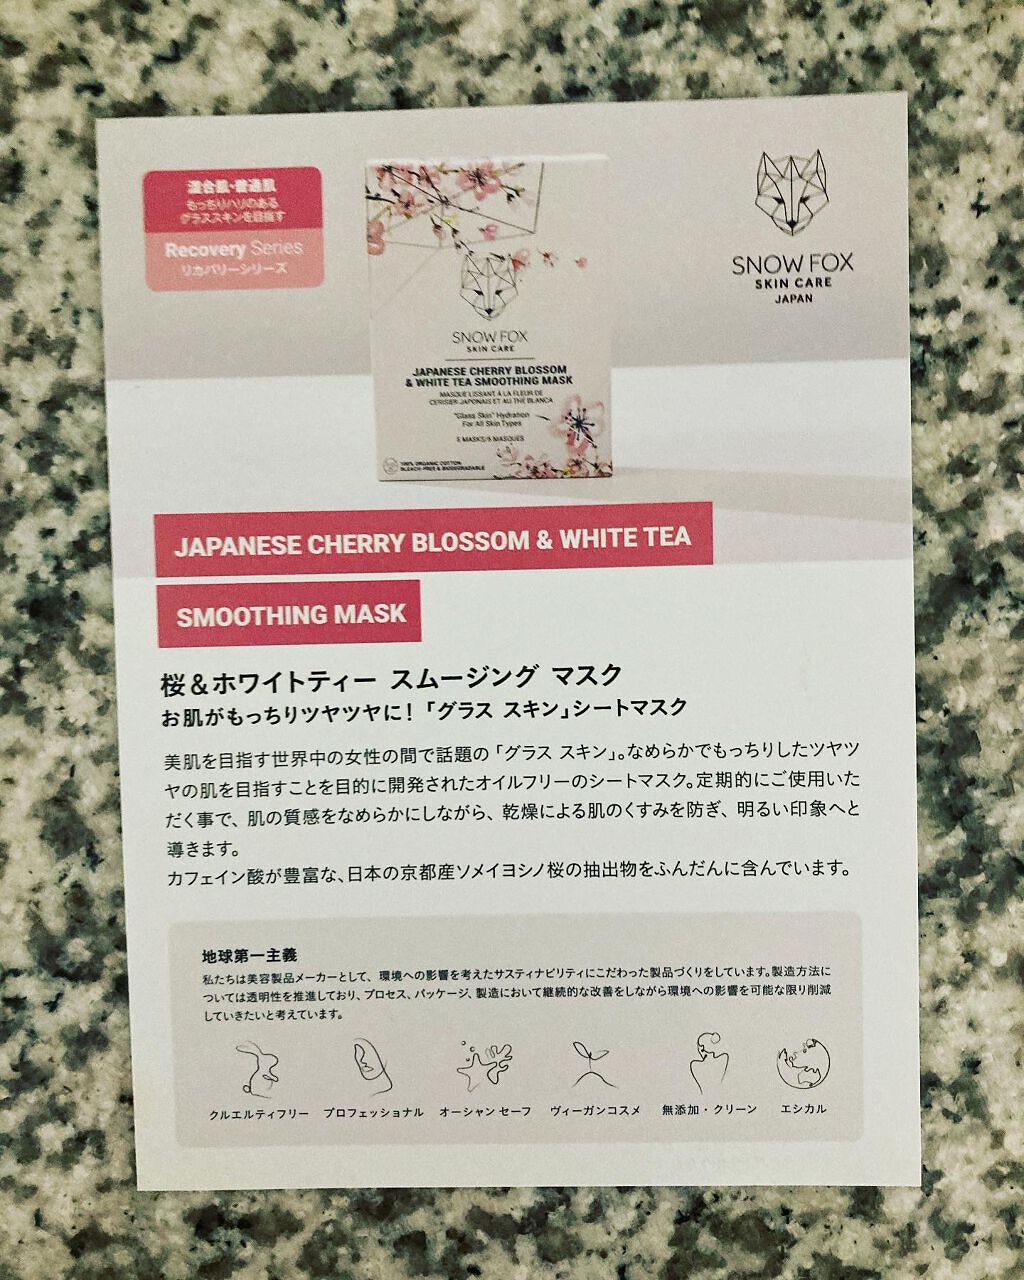 混合肌・普通肌
もっちりハリのある
グラススキンを目指す
Recovery Series
リカバリーシリーズ
SNOW FOX
SKIN CARE
JAPANESE CHERRY BLOSSOM
& WHITE TEA SMOOTHING MASK
MASQUE LISSANT À LA FLEUR DE
CERISIER JAPONAIS ET AU THÉ BLANCA
"Glass Skin" Hydration
For All Skin Types
5 MASKS/5 MASQUES
100% ORGANIC COTTON
BLEACH-FREE & BIODEGRADABLE
SNOW FOX
SKIN CARE
JAPAN
JAPANESE CHERRY BLOSSOM & WHITE TEA
SMOOTHING MASK
桜&ホワイトティー スムージング マスク
お肌がもっちりツヤツヤに!「グラス スキン」シートマスク
美肌を目指す世界中の女性の間で話題の「グラス スキン」。なめらかでもっちりしたツヤツ
ヤの肌を目指すことを目的に開発されたオイルフリーのシートマスク。定期的にご使用いた
だく事で、肌の質感をなめらかにしながら、乾燥による肌のくすみを防ぎ、明るい印象へと
導きます。
カフェイン酸が豊富な、日本の京都産ソメイヨシノ桜の抽出物をふんだんに含んでいます。
地球第一主義
私たちは美容製品メーカーとして、環境への影響を考えたサスティナビリティにこだわった製品づくりをしています。製造方法に
ついては透明性を推進しており、プロセス、パッケージ、製造において継続的な改善をしながら環境への影響を可能な限り削減
していきたいと考えています。
クルエルティフリー プロフェッショナル オーシャン セーフ ヴィーガンコスメ 無添加・クリーン エシカル